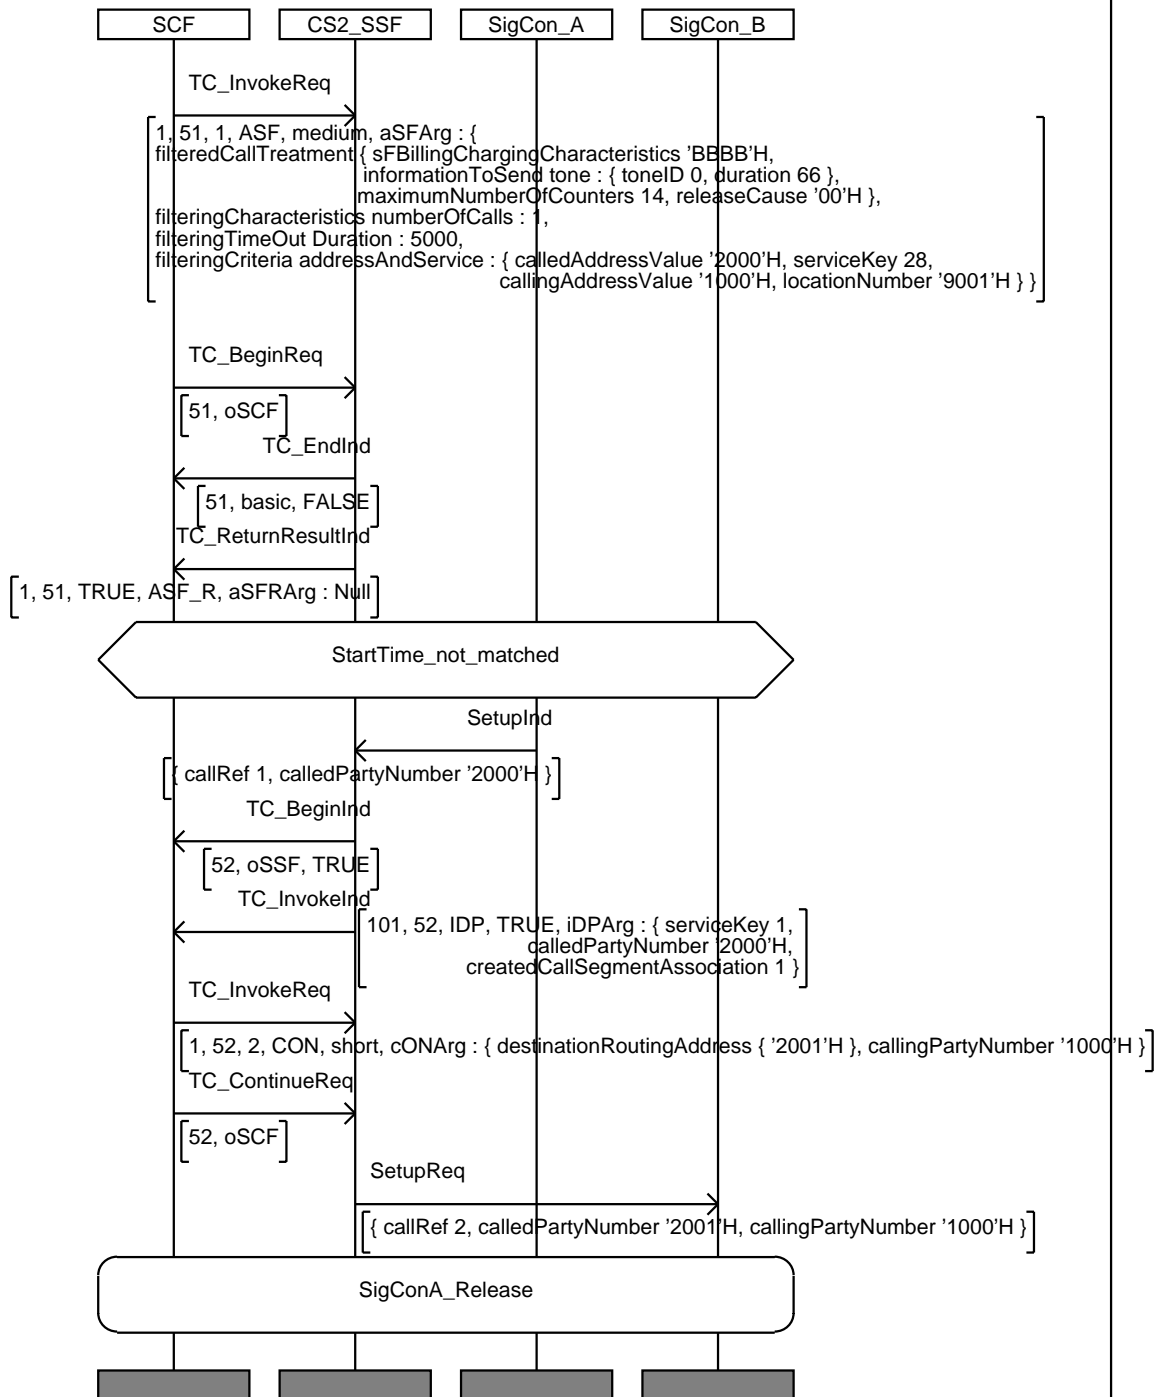 SCF CS2_SSF SigCon_A SigCon_B
TC_InvokeReq
1, 51, 1, ASF, medium, aSFArg : {
filteredCallTreatment { sFBillingChargingCharacteristics 'BBBB'H,
informationToSend tone : { toneID 0, duration 66 },
maximumNumberOfCounters 14, releaseCause '00'H },
filteringCharacteristics numberOfCalls : 1,
filteringTimeOut Duration : 5000,
filteringCriteria addressAndService : { calledAddressValue '2000'H, serviceKey 28,
callingAddressValue '1000'H, locationNumber '9001'H } }
TC_BeginReq
51, oSCF
TC_EndInd
51, basic, FALSE
TC_ReturnResultInd
1, 51, TRUE, ASF_R, aSFRArg : Null
StartTime_not_matched
SetupInd
{ callRef 1, calledPartyNumber '2000'H }
TC_BeginInd
52, oSSF, TRUE
TC_InvokeInd
101, 52, IDP, TRUE, iDPArg : { serviceKey 1,
calledPartyNumber '2000'H,
createdCallSegmentAssociation 1 }
TC_InvokeReq
1, 52, 2, CON, short, cONArg : { destinationRoutingAddress { '2001'H }, callingPartyNumber '1000'H }
TC_ContinueReq
52, oSCF
SetupReq
{ callRef 2, calledPartyNumber '2001'H, callingPartyNumber '1000'H }
SigConA_Release